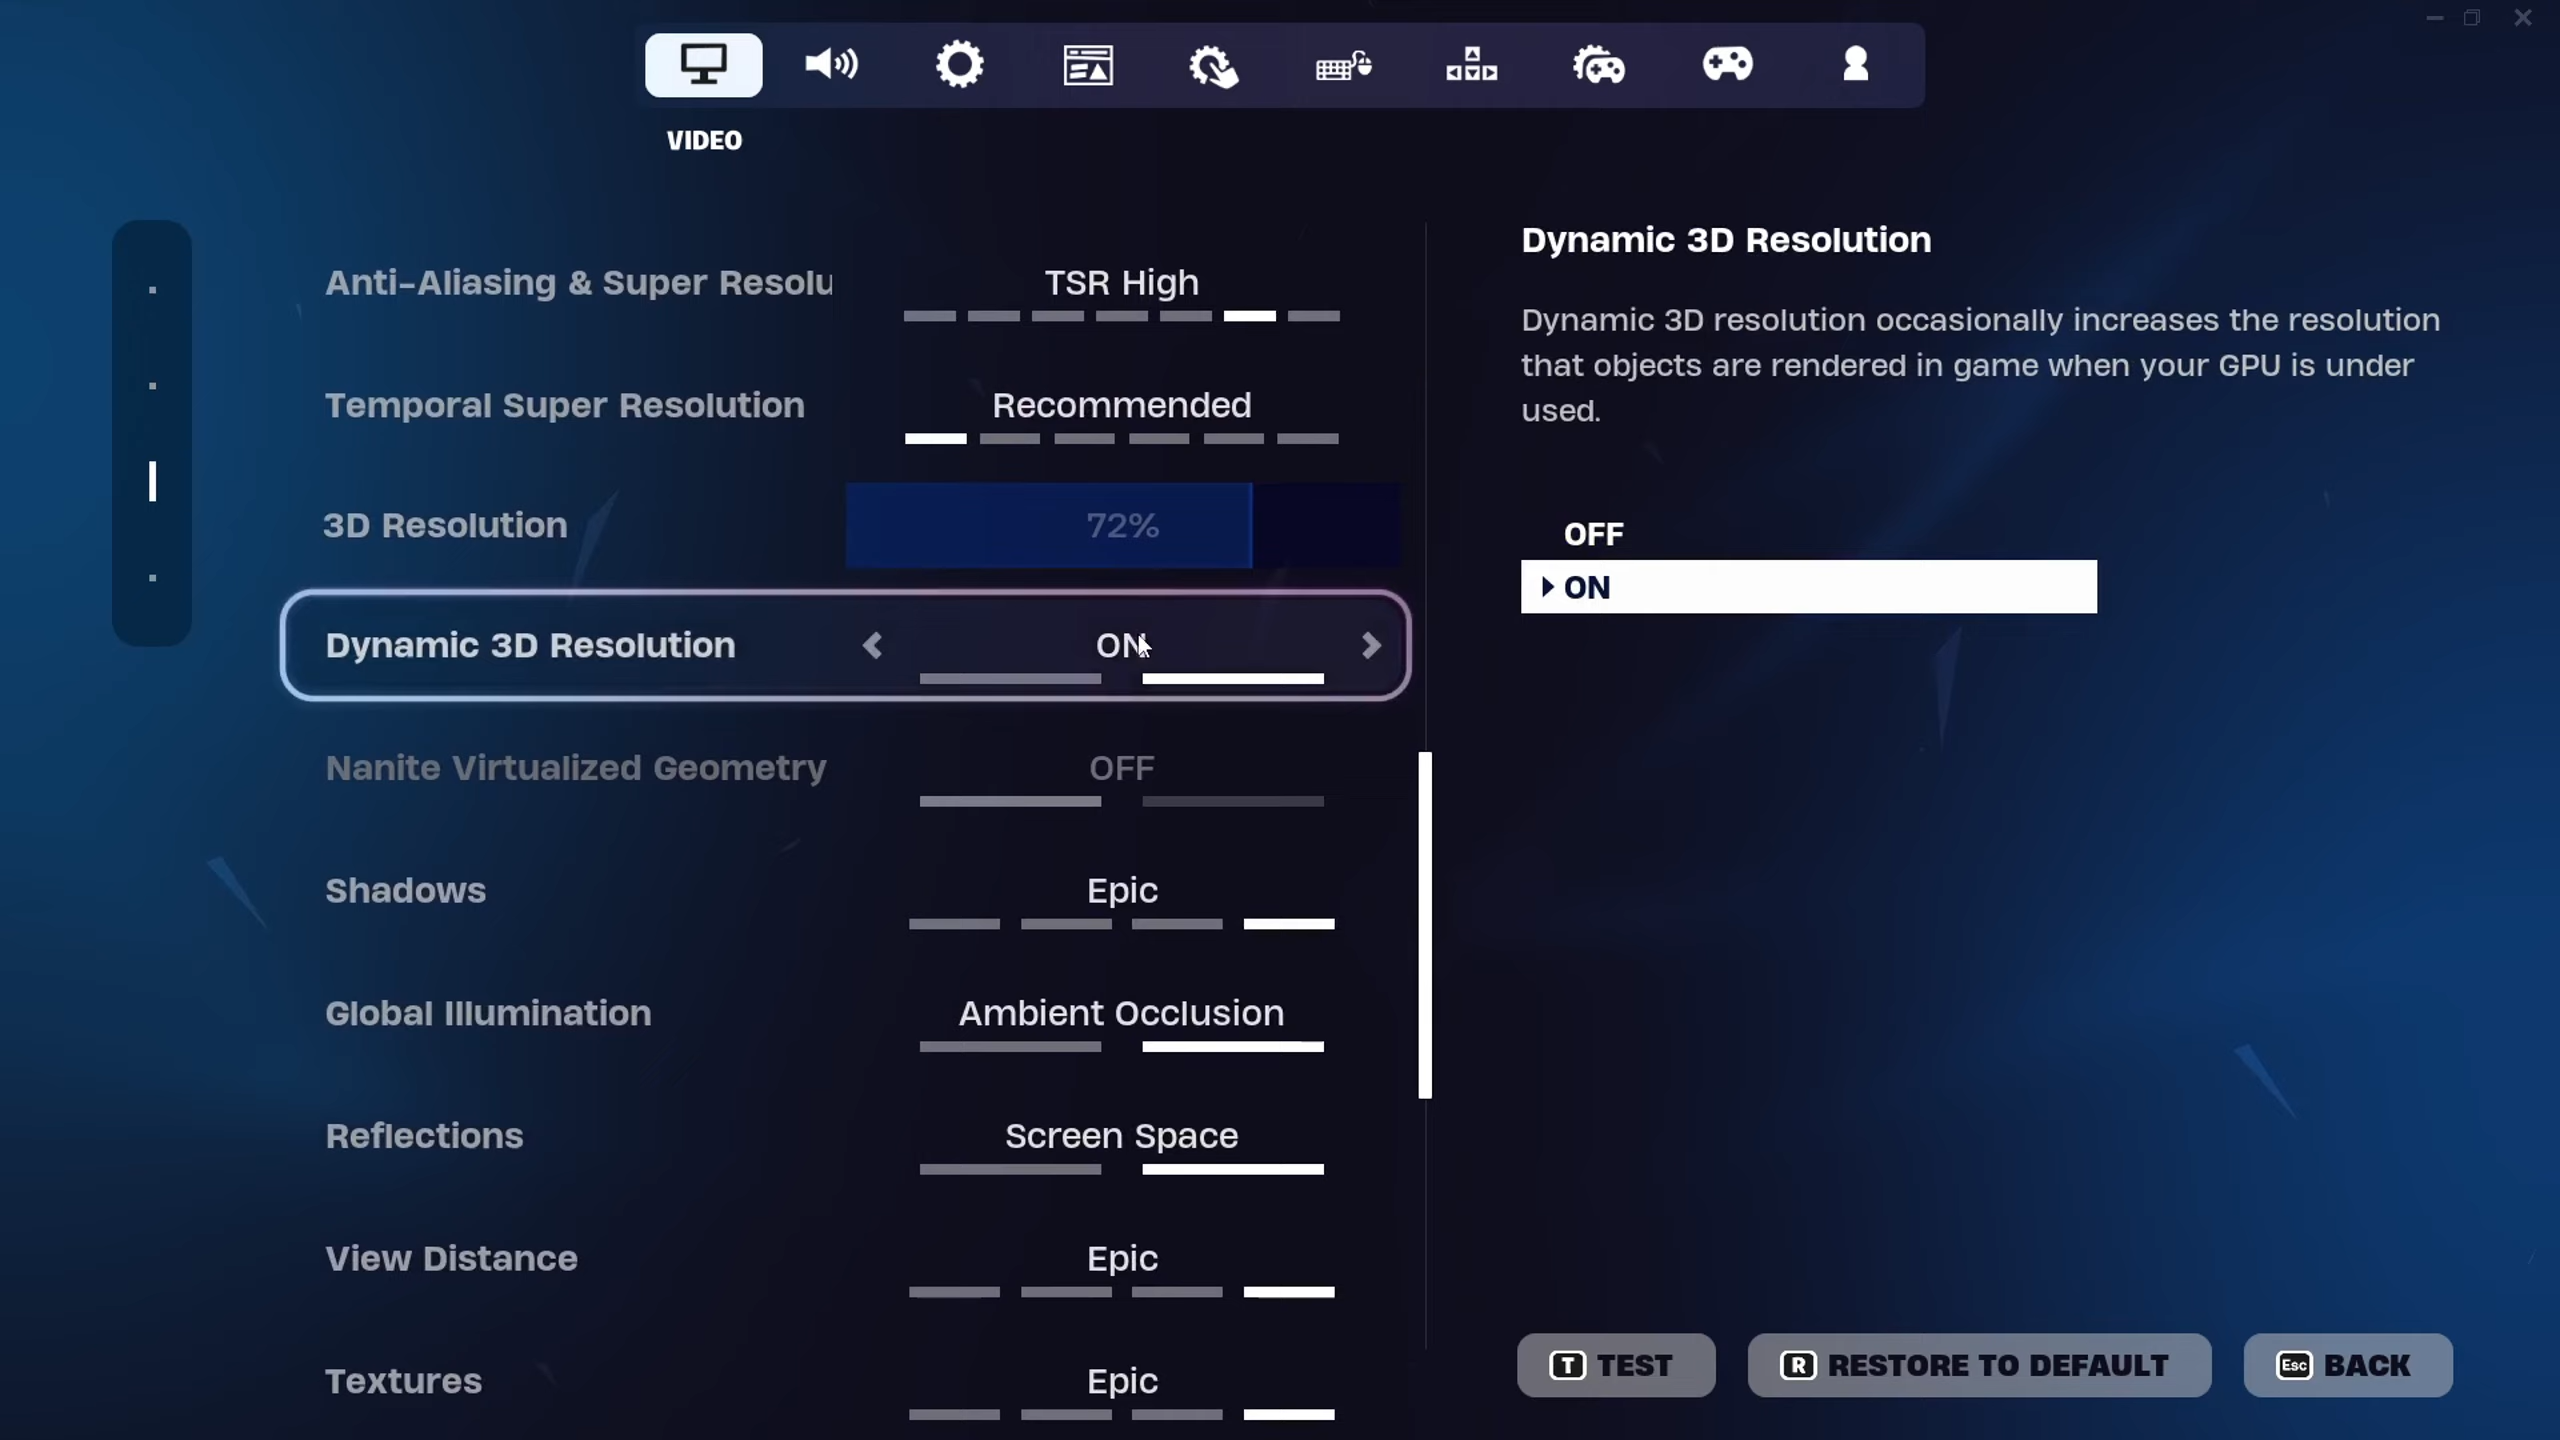 VIDEO
Anti-Aliasing & Super Resolu
TSR High
Temporal Super Resolution
Recommended
3D Resolution
72%
Dynamic 3D Resolution
ON
Nanite Virtualized Geometry
OFF
Shadows
Epic
Global Illumination
Ambient Occlusion
Reflections
Screen Space
View Distance
Epic
Textures
Epic
Dynamic 3D Resolution
Dynamic 3D resolution occasionally increases the resolution
that objects are rendered in game when your GPU is under
used.
OFF
ON
T TEST
R RESTORE TO DEFAULT
Esc BACK